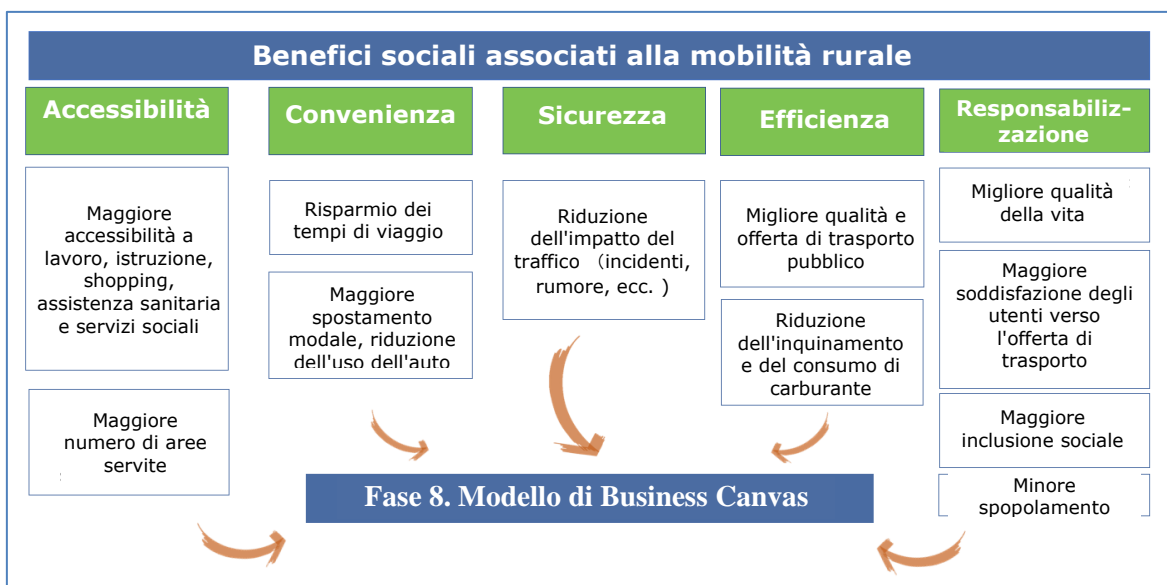 Benefici sociali associati alla mobilità rurale
Accessibilità
Maggiore
accessibilità a
lavoro, istruzione,
shopping,
assistenza sanitaria
e servizi sociali
Maggiore
numero di aree
servite
Convenienza
Risparmio dei
tempi di viaggio
Maggiore
spostamento
modale, riduzione
dell'uso dell'auto
Sicurezza
Riduzione
dell'impatto del
traffico (incidenti,
rumore, ecc. )
Efficienza
Migliore qualità e
offerta di trasporto
pubblico
Riduzione
dell'inquinamento
e del consumo di
carburante
Responsabiliz-
zazione
Migliore qualità
della vita
Maggiore
soddisfazione degli
utenti verso
l'offerta di
trasporto
Maggiore
inclusione sociale
Minore
spopolamento
Fase 8. Modello di Business Canvas